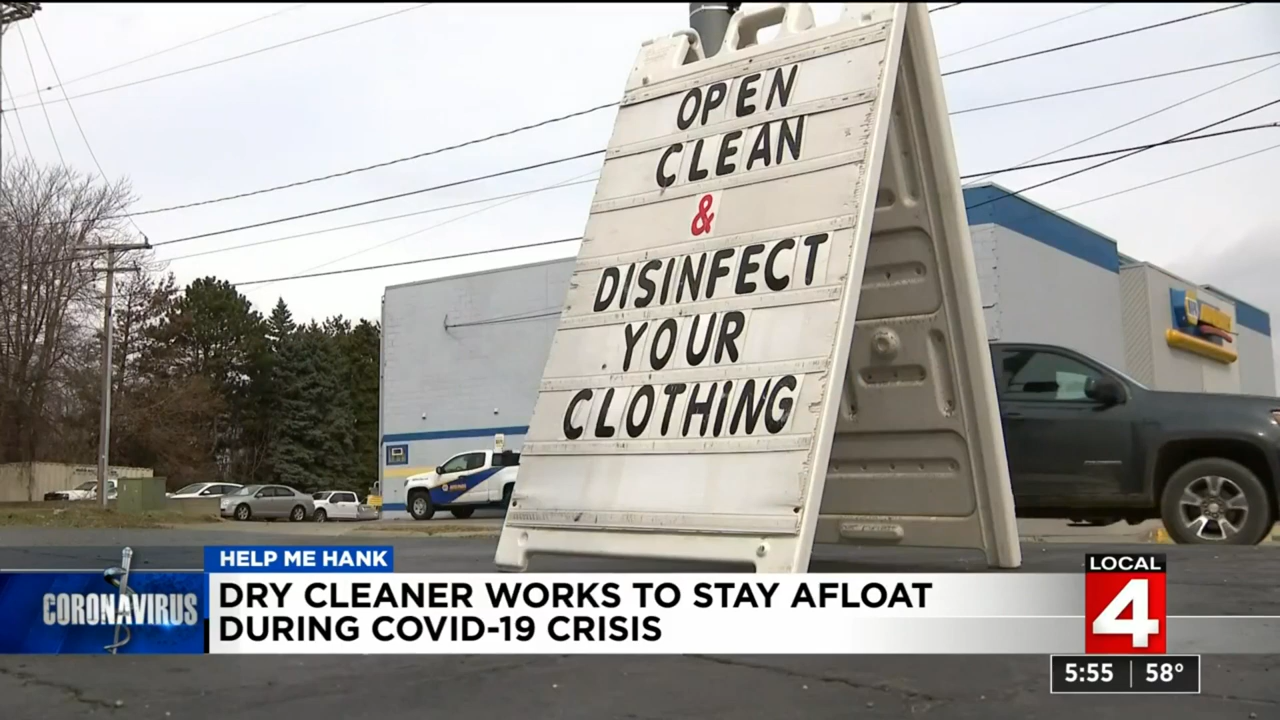 OPEN
CLEAN
&
DISINFECT
YOUR
CLOTHING
HELP ME HANK
CORONAVIRUS
DRY CLEANER WORKS TO STAY AFLOAT
DURING COVID-19 CRISIS
LOCAL
4
5:55 58°